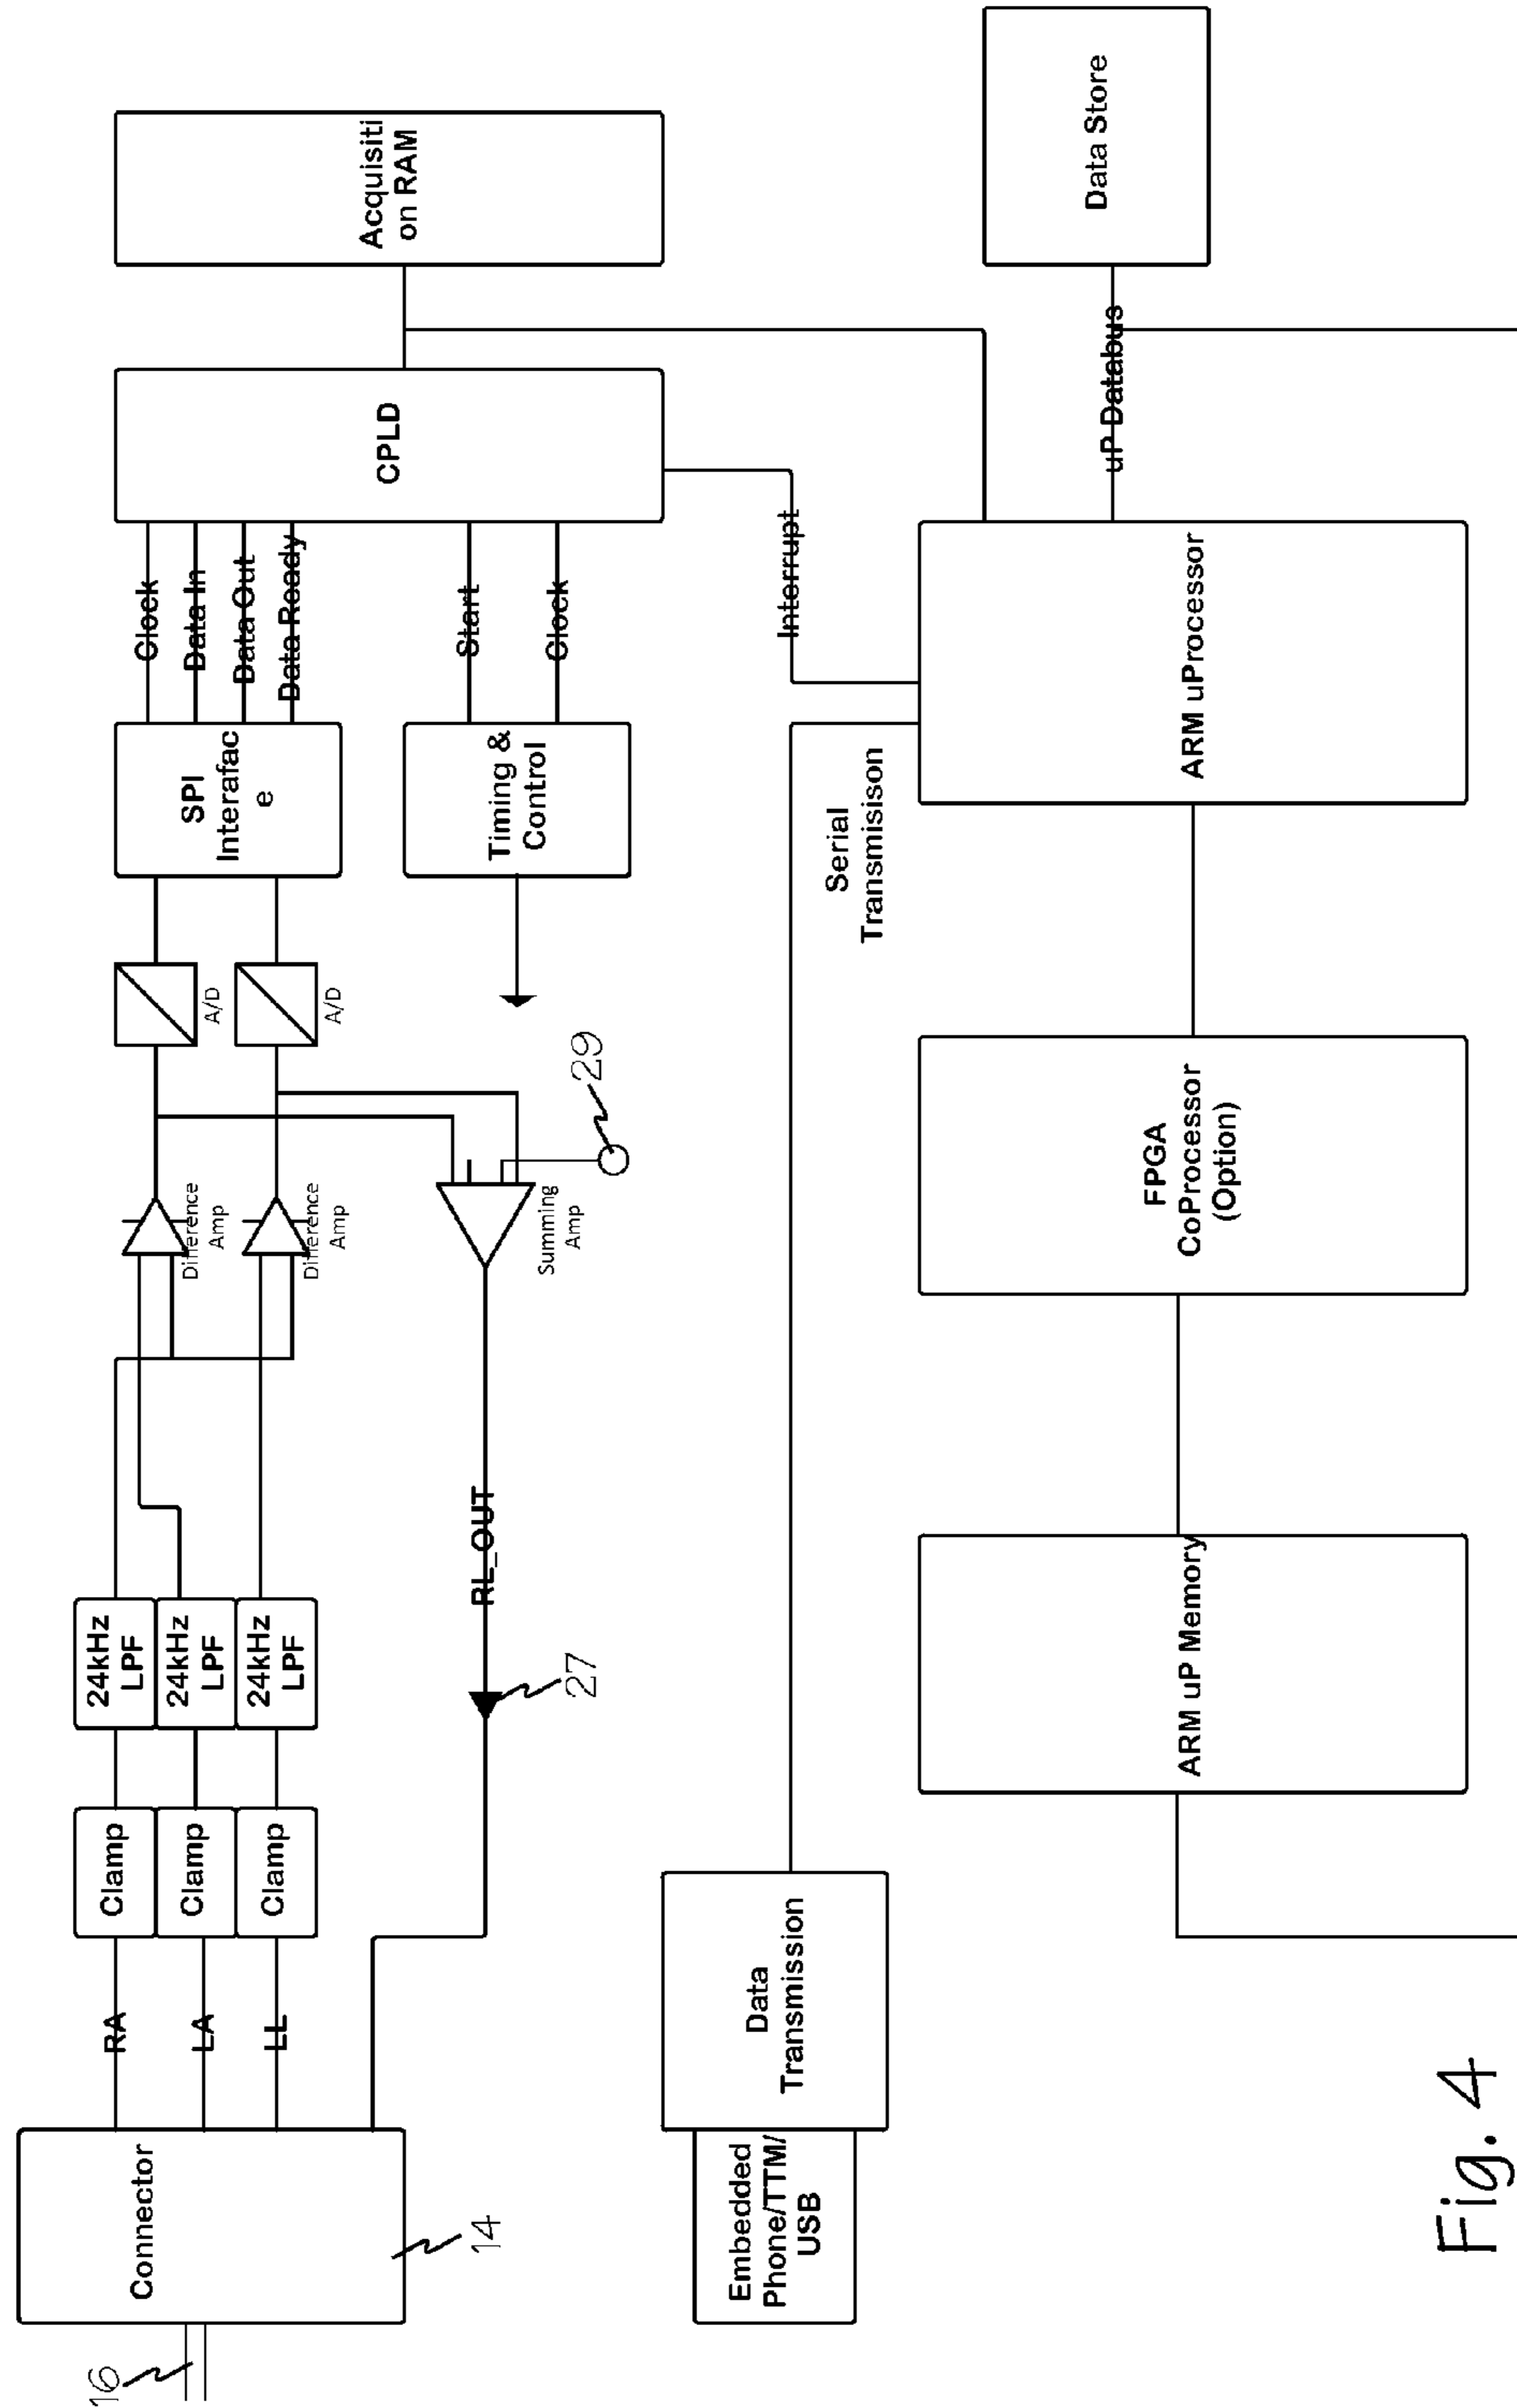 16
Connector
14
RA
LA
LL
Clamp
Clamp
Clamp
24kHz
LPF
24kHz
LPF
24kHz
LPF
27
RL_OUT
Difference
Amp
Difference
Amp
Summing
Amp
29
A/D
A/D
SPI
Interafac
e
Timing &
Control
Clock
Data In
Data Out
Data Ready
Start
Clock
CPLD
Acquisiti
on RAM
Interrupt
Embedded
Phone/TTM/
USB
Data
Transmission
Serial
Transmisison
ARM uP Memory
FPGA
CoProcessor
(Option)
ARM uProcessor
uP Databus
Data Store
Fig. 4